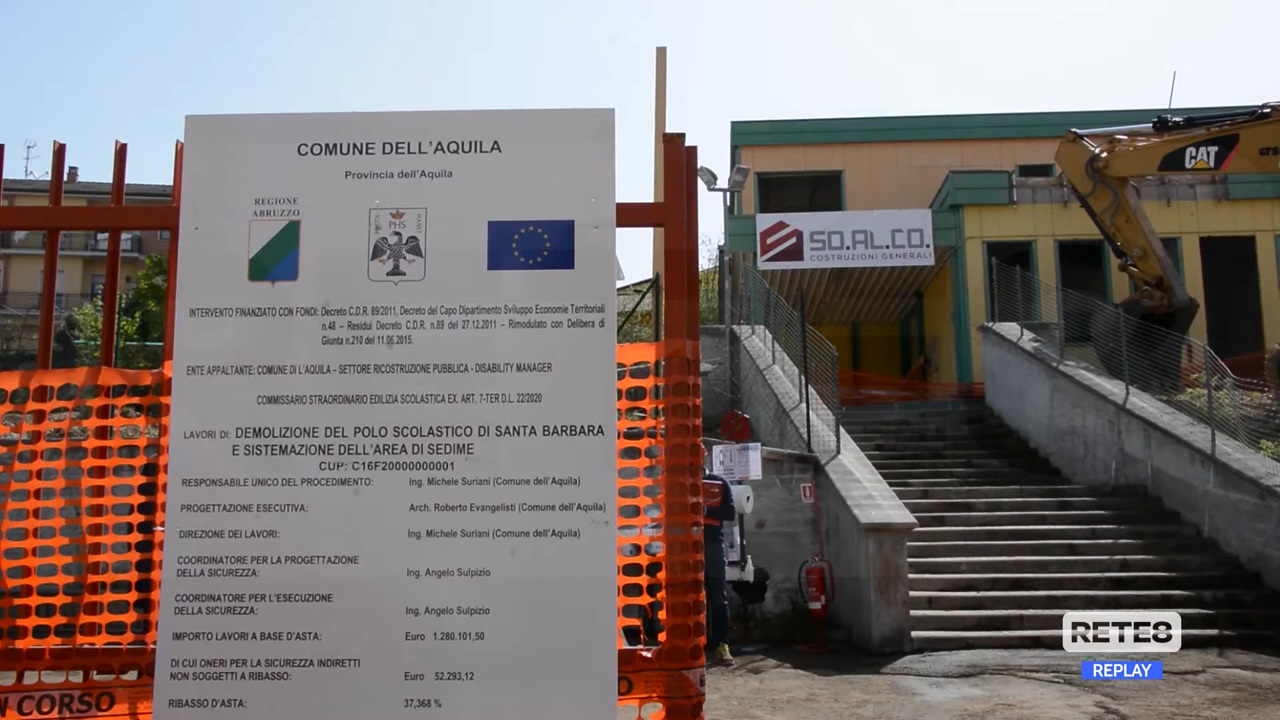 COMUNE DELL'AQUILA
Provincia dell'Aquila
REGIONE
ABRUZZO
PHS
INTERVENTO FINANZIATO CON FONDI: Decreto C.D.R. 89/2011, Decreto del Capo Dipartimento Sviluppo Economie Territoriali
n.48 – Residui Decreto C.D.R. n.89 del 27.12.2011 – Rimodulato con Delibera di
Giunta n.210 del 11.06.2015.
ENTE APPALTANTE: COMUNE DI L'AQUILA – SETTORE RICOSTRUZIONE PUBBLICA - DISABILITY MANAGER
COMMISSARIO STRAORDINARIO EDILIZIA SCOLASTICA EX. ART. 7-TER D.L. 22/2020
LAVORI DI: DEMOLIZIONE DEL POLO SCOLASTICO DI SANTA BARBARA
E SISTEMAZIONE DELL'AREA DI SEDIME
CUP: C16F20000000001
RESPONSABILE UNICO DEL PROCEDIMENTO: Ing. Michele Suriani (Comune dell'Aquila)
PROGETTAZIONE ESECUTIVA: Arch. Roberto Evangelisti (Comune dell'Aquila)
DIREZIONE DEI LAVORI: Ing. Michele Suriani (Comune dell'Aquila)
COORDINATORE PER LA PROGETTAZIONE
DELLA SICUREZZA: Ing. Angelo Sulpizio
COORDINATORE PER L'ESECUZIONE
DELLA SICUREZZA: Ing. Angelo Sulpizio
IMPORTO LAVORI A BASE D'ASTA: Euro 1.280.101,50
DI CUI ONERI PER LA SICUREZZA INDIRETTI
NON SOGGETTI A RIBASSO: Euro 52.293,12
RIBASSO D'ASTA: 37,368 %
N CORSO
SO.AL.CO.
COSTRUZIONI GENERALI
CAT
RETE8
REPLAY